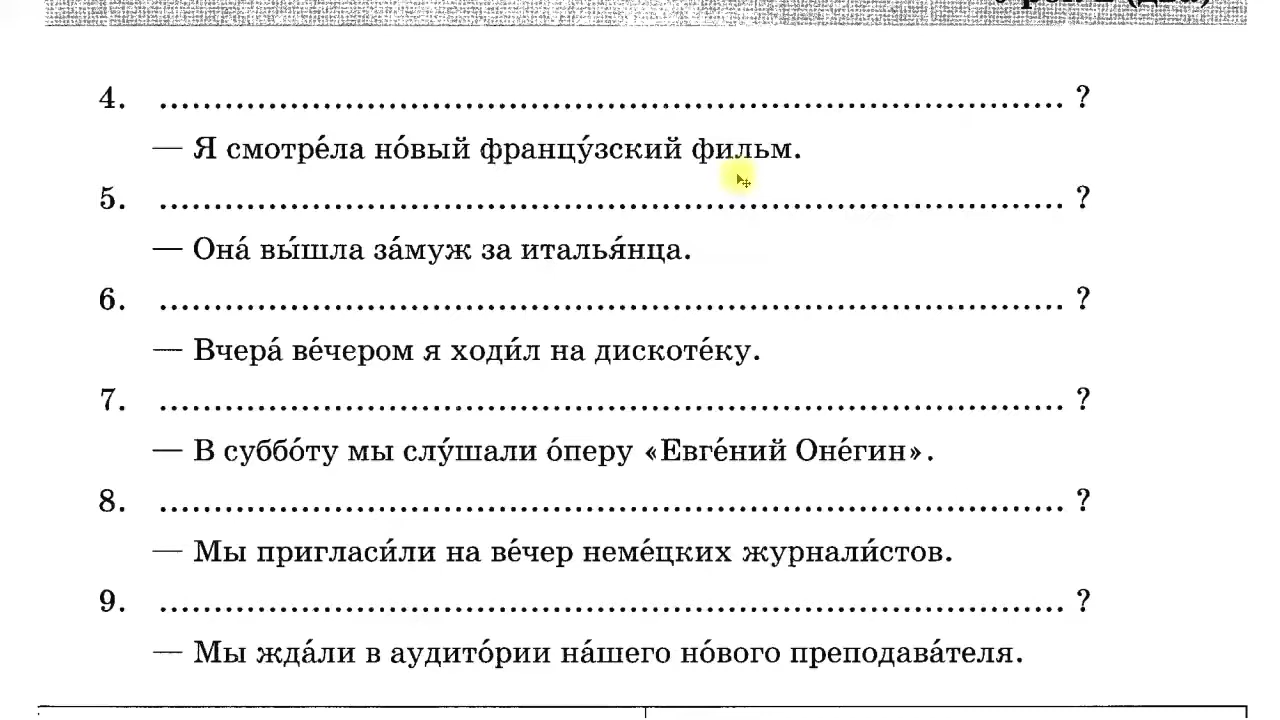 4. ..................................................................................... ?
— Я смотре́ла но́вый францу́зский фильм.
5. ..................................................................................... ?
— Она́ вы́шла за́муж за италья́нца.
6. ..................................................................................... ?
— Вчера́ ве́чером я ходи́л на дискоте́ку.
7. ..................................................................................... ?
— В суббо́ту мы слу́шали о́перу «Евге́ний Оне́гин».
8. ..................................................................................... ?
— Мы пригласи́ли на ве́чер неме́цких журнали́стов.
9. ..................................................................................... ?
— Мы жда́ли в аудито́рии на́шего но́вого преподава́теля.